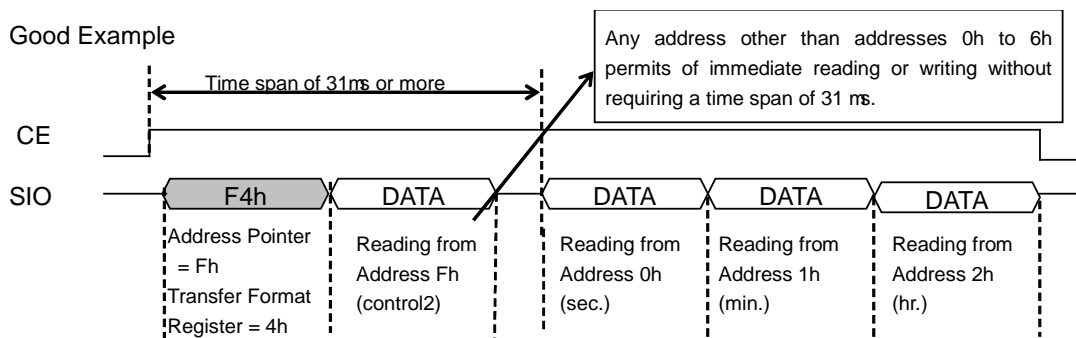 Good Example
Time span of 31ms or more
Any address other than addresses 0h to 6h
permits of immediate reading or writing without
requiring a time span of 31 ms.
CE
SIO
F4h
DATA
DATA
DATA
DATA
Address Pointer
= Fh
Transfer Format
Register = 4h
Reading from
Address Fh
(control2)
Reading from
Address 0h
(sec.)
Reading from
Address 1h
(min.)
Reading from
Address 2h
(hr.)